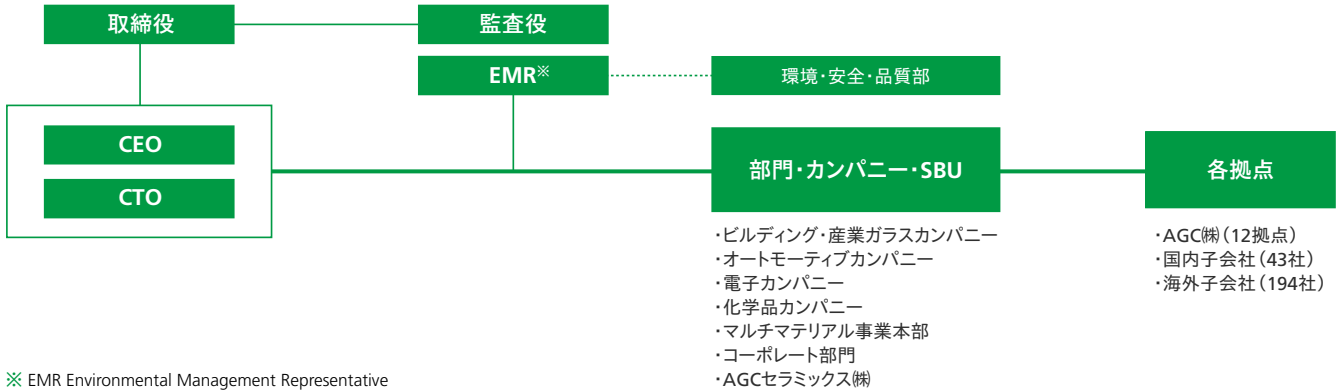 取締役
監査役
EMR※
環境・安全・品質部
CEO
CTO
部門・カンパニー・SBU
各拠点
・ビルディング・産業ガラスカンパニー
・オートモーティブカンパニー
・電子カンパニー
・化学品カンパニー
・マルチマテリアル事業本部
・コーポレート部門
・AGCセラミックス㈱
・AGC㈱(12拠点)
・国内子会社(43社)
・海外子会社(194社)
※ EMR Environmental Management Representative